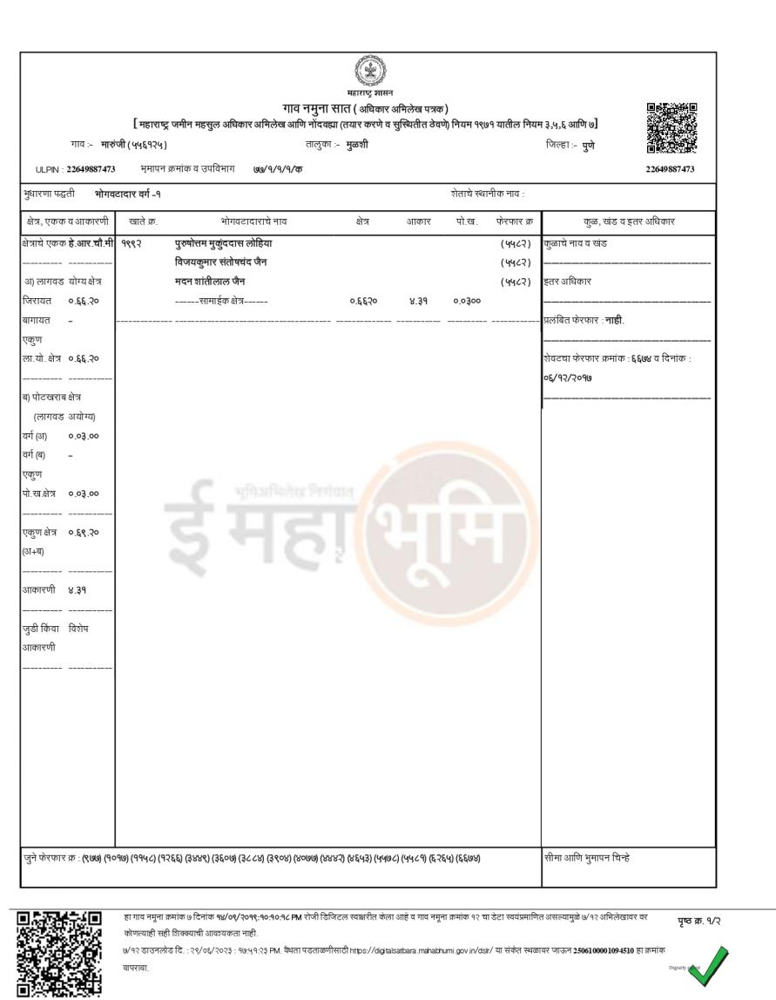 महाराष्ट्र शासन
गाव नमुना सात ( अधिकार अभिलेख पत्रक )
[ महाराष्ट्र जमीन महसुल अधिकार अभिलेख आणि नोंदवह्या (तयार करणे व सुस्थितीत ठेवणे) नियम १९७१ यातील नियम ३,५,६ आणि ७]
गाव :- मारुंजी (५५६१२५) तालुका :- मुळशी जिल्हा :- पुणे
ULPIN : 22649887473 भूमापन क्रमांक व उपविभाग ७७/१/१/१/क 22649887473
भुधारणा पद्धती भोगवटादार वर्ग -१ शेताचे स्थानीक नाव :
क्षेत्र, एकक व आकारणी खाते क्र. भोगवटादाराचे नाव क्षेत्र आकार पो.ख. फेरफार क्र कुळ, खंड व इतर अधिकार
क्षेत्राचे एकक हे.आर.चौ.मी १९९२ पुरुषोत्तम मुकुंददास लोहिया (५५८२) कुळाचे नाव व खंड
विजयकुमार संतोषचंद जैन (५५८२)
अ) लागवड योग्य क्षेत्र मदन शांतीलाल जैन (५५८२) इतर अधिकार
जिरायत ०.६६.२० ------सामाईक क्षेत्र------ ०.६६२० ४.३१ ०.०३००
बागायत - प्रलंबित फेरफार : नाही.
एकुण
ला.यो. क्षेत्र ०.६६.२० शेवटचा फेरफार क्रमांक : ६६७४ व दिनांक :
०६/१२/२०१७
ब) पोटखराब क्षेत्र
(लागवड अयोग्य)
वर्ग (अ) ०.०३.००
वर्ग (ब) -
एकुण
पो.ख.क्षेत्र ०.०३.००
एकुण क्षेत्र ०.६९.२०
(अ+ब)
आकारणी ४.३१
जुडी किंवा विशेष
आकारणी
भूमिअभिलेख निर्णयात्
ई महाभूमि
जुने फेरफार क्र : (९७७) (१०१७) (११५८) (१२६६) (३४४९) (३६०७) (३८८४) (३९०४) (४०७७) (४४४२) (४६५३) (५५७८) (५५८१) (६२६५) (६६७४) सीमा आणि भुमापन चिन्हे
हा गाव नमूना क्रमांक ७ दिनांक १४/०९/२०१९:१०:१०:१८ PM रोजी डिजिटल स्वाक्षरीत केला आहे व गाव नमूना क्रमांक १२ चा डेटा स्वयंप्रमाणित असल्यामुळे ७/१२ अभिलेखावर वर
कोणत्याही सही शिक्क्याची आवश्यकता नाही.
पृष्ठ क्र. १/२
७/१२ डाउनलोड दि. : २९/०६/२०२३ : १७:५१:२३ PM. वैधता पडताळणीसाठी https://digitalsatbara.mahabhumi.gov.in/dslr/ या संकेत स्थळावर जाऊन 2506100001094510 हा क्रमांक
वापरावा.